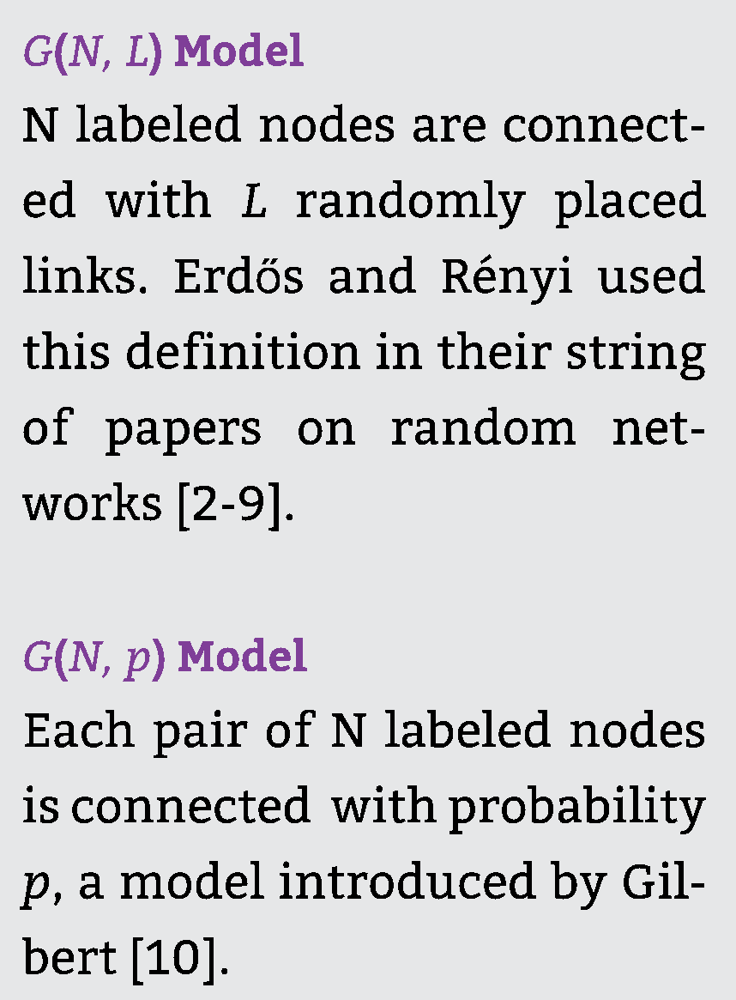 G(N, L) Model
N labeled nodes are connect-
ed with L randomly placed
links. Erdős and Rényi used
this definition in their string
of papers on random net-
works [2-9].
G(N, p) Model
Each pair of N labeled nodes
is connected with probability
p, a model introduced by Gil-
bert [10].